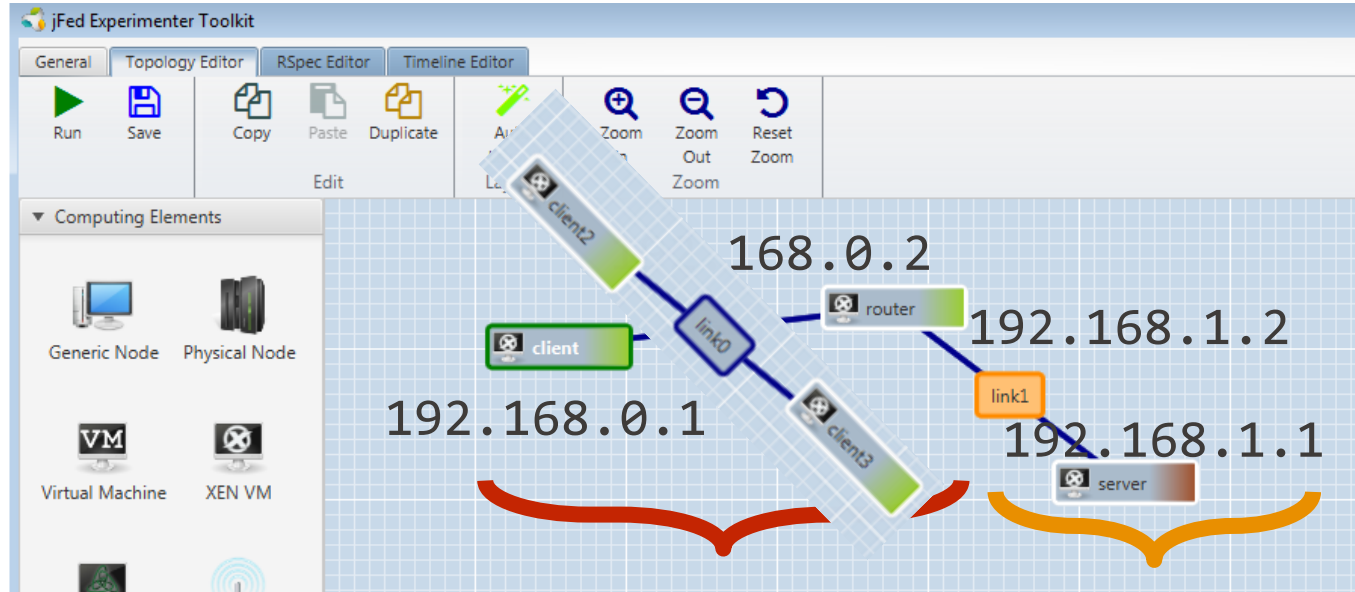 jFed Experimenter Toolkit
General Topology Editor RSpec Editor Timeline Editor
Run Save Copy Paste Duplicate Zoom Zoom Out Reset Zoom
Edit Zoom
Computing Elements
client2
168.0.2
link0
router
192.168.1.2
client
Generic Node Physical Node
link1
192.168.0.1
client3
192.168.1.1
server
Virtual Machine XEN VM
VM